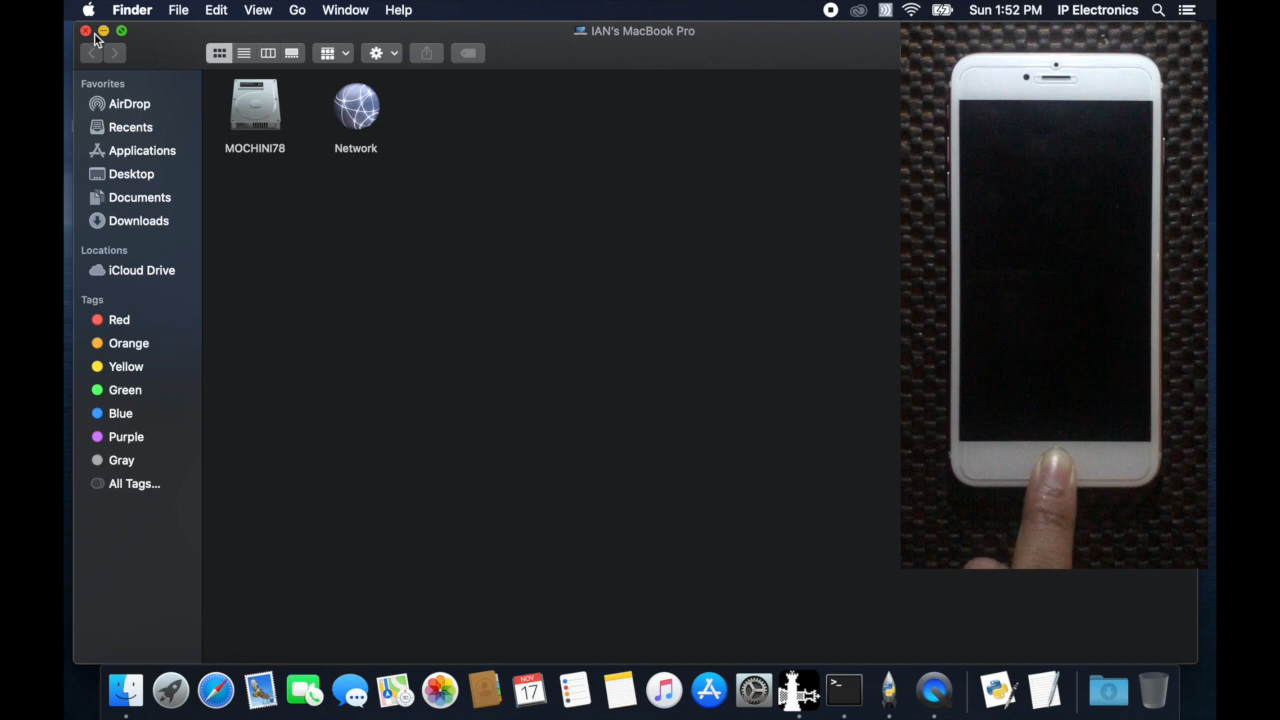 Finder File Edit View Go Window Help Sun 1:52 PM IP Electronics
IAN's MacBook Pro
Favorites
AirDrop
Recents
Applications
Desktop
Documents
Downloads
Locations
iCloud Drive
Tags
Red
Orange
Yellow
Green
Blue
Purple
Gray
All Tags...
MOCHINI78
Network
NOV
17